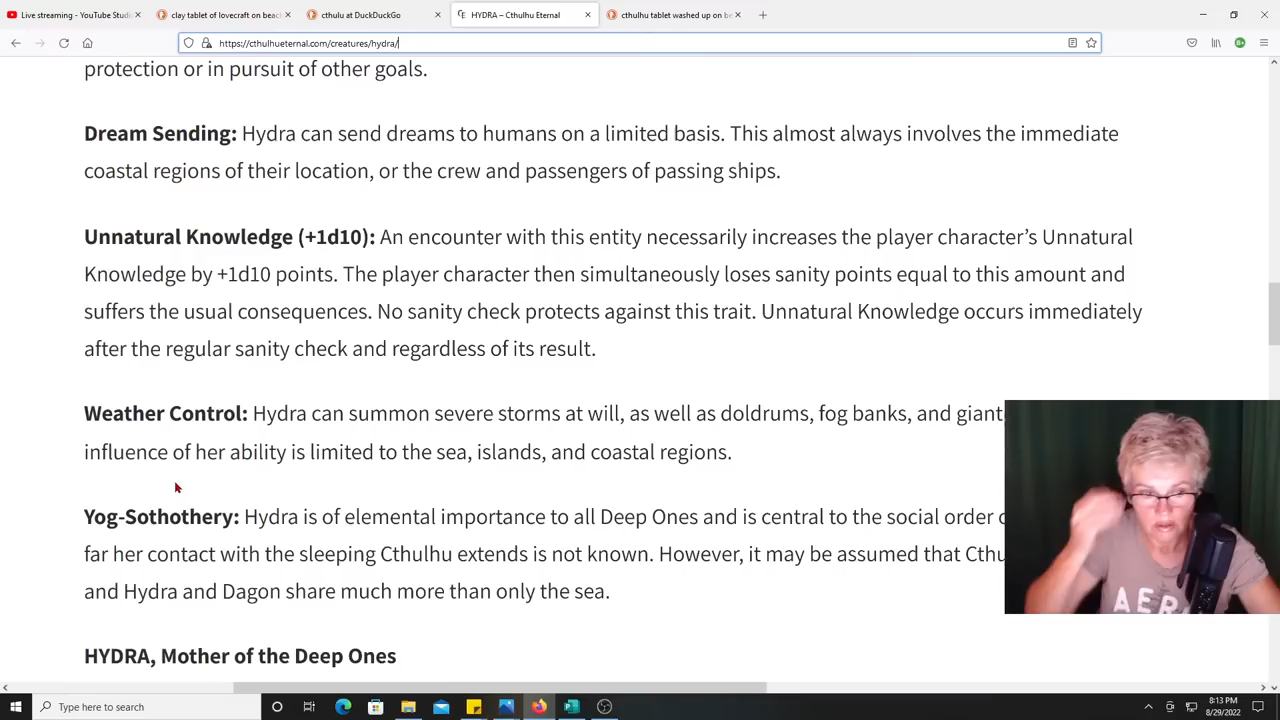 Live streaming - YouTube Studi
clay tablet of lovecraft on beac
cthulu at DuckDuckGo
HYDRA – Cthulhu Eternal
cthulhu tablet washed up on be
https://cthulhueternal.com/creatures/hydra/
protection or in pursuit of other goals.
Dream Sending: Hydra can send dreams to humans on a limited basis. This almost always involves the immediate
coastal regions of their location, or the crew and passengers of passing ships.
Unnatural Knowledge (+1d10): An encounter with this entity necessarily increases the player character’s Unnatural
Knowledge by +1d10 points. The player character then simultaneously loses sanity points equal to this amount and
suffers the usual consequences. No sanity check protects against this trait. Unnatural Knowledge occurs immediately
after the regular sanity check and regardless of its result.
Weather Control: Hydra can summon severe storms at will, as well as doldrums, fog banks, and giant
influence of her ability is limited to the sea, islands, and coastal regions.
Yog-Sothothery: Hydra is of elemental importance to all Deep Ones and is central to the social order
far her contact with the sleeping Cthulhu extends is not known. However, it may be assumed that Cthu
and Hydra and Dagon share much more than only the sea.
HYDRA, Mother of the Deep Ones
AER
Type here to search
8:13 PM
8/29/2022